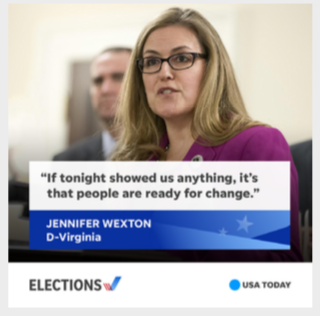 “If tonight showed us anything, it’s
that people are ready for change.”
JENNIFER WEXTON
D-Virginia
ELECTIONS
USA TODAY